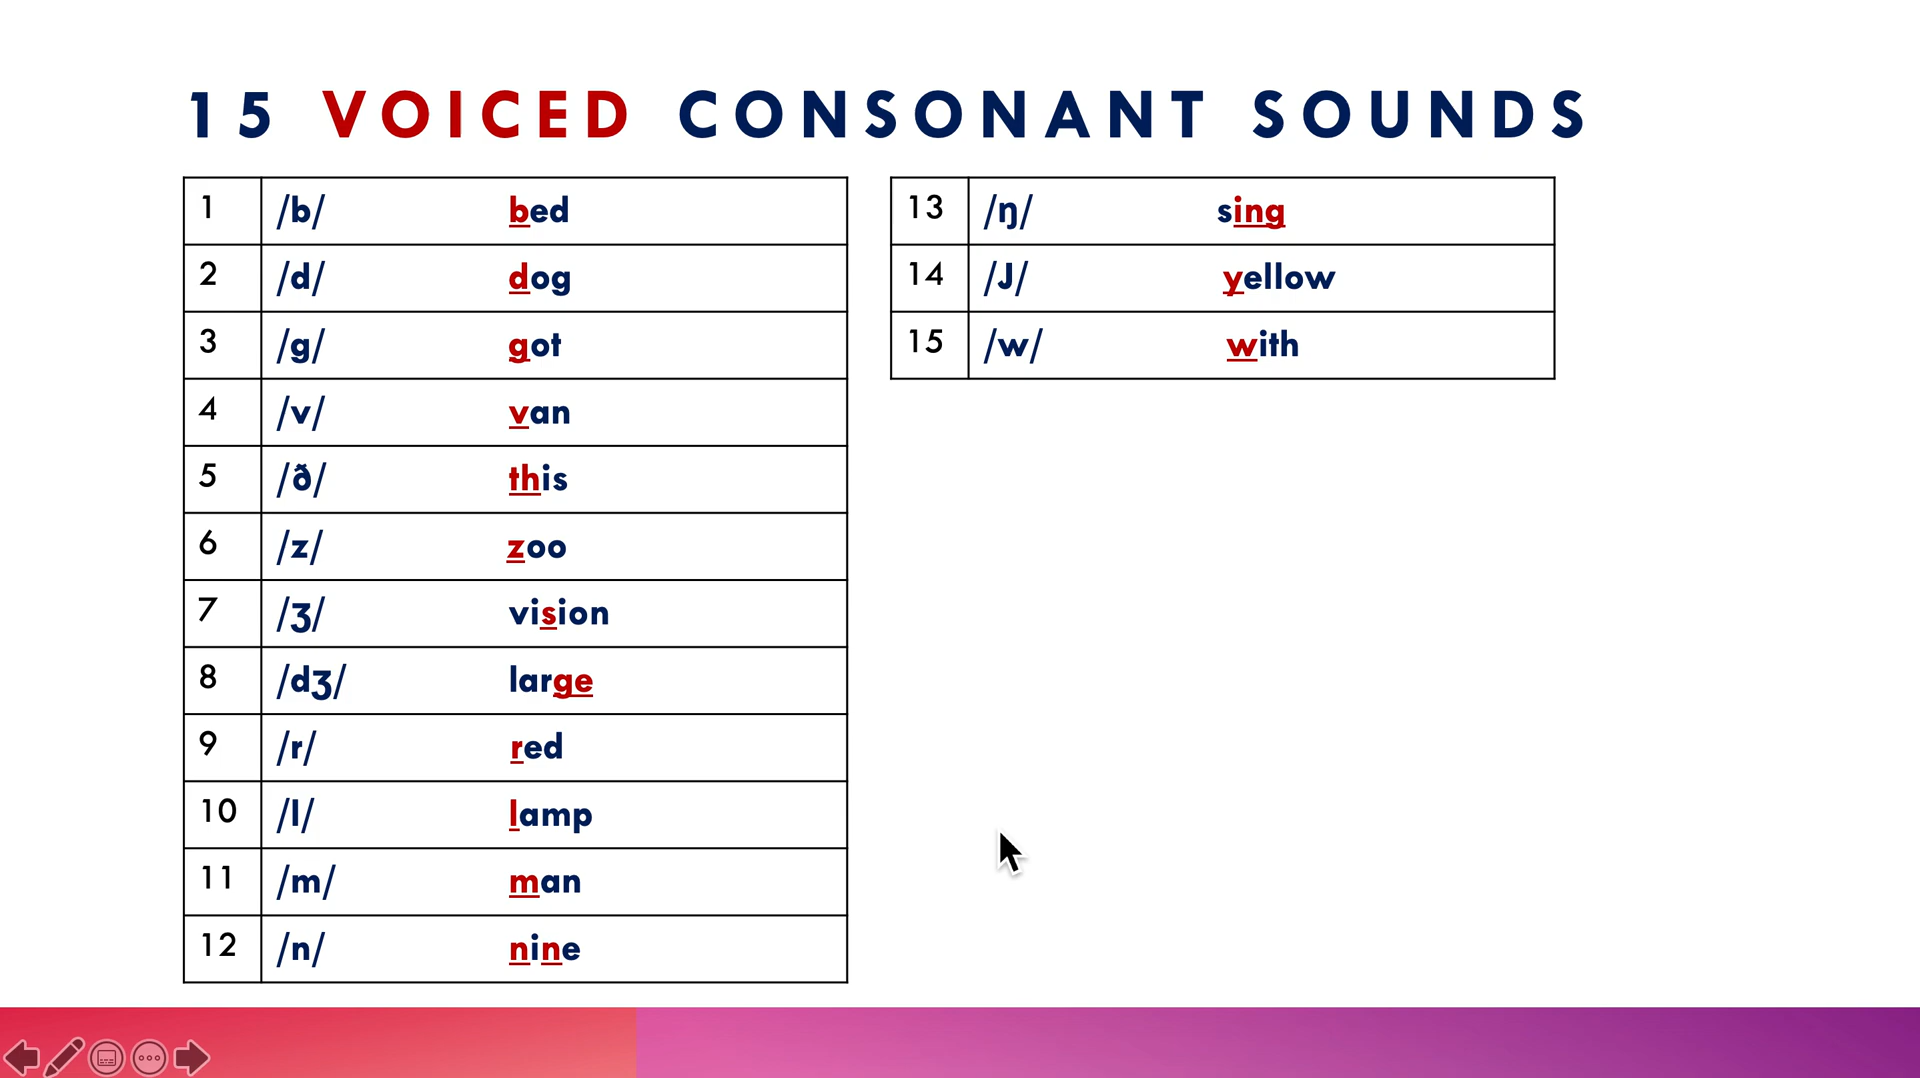 15 VOICED CONSONANT SOUNDS
1 /b/ bed
2 /d/ dog
3 /g/ got
4 /v/ van
5 /ð/ this
6 /z/ zoo
7 /ʒ/ vision
8 /dʒ/ large
9 /r/ red
10 /l/ lamp
11 /m/ man
12 /n/ nine
13 /ŋ/ sing
14 /J/ yellow
15 /w/ with